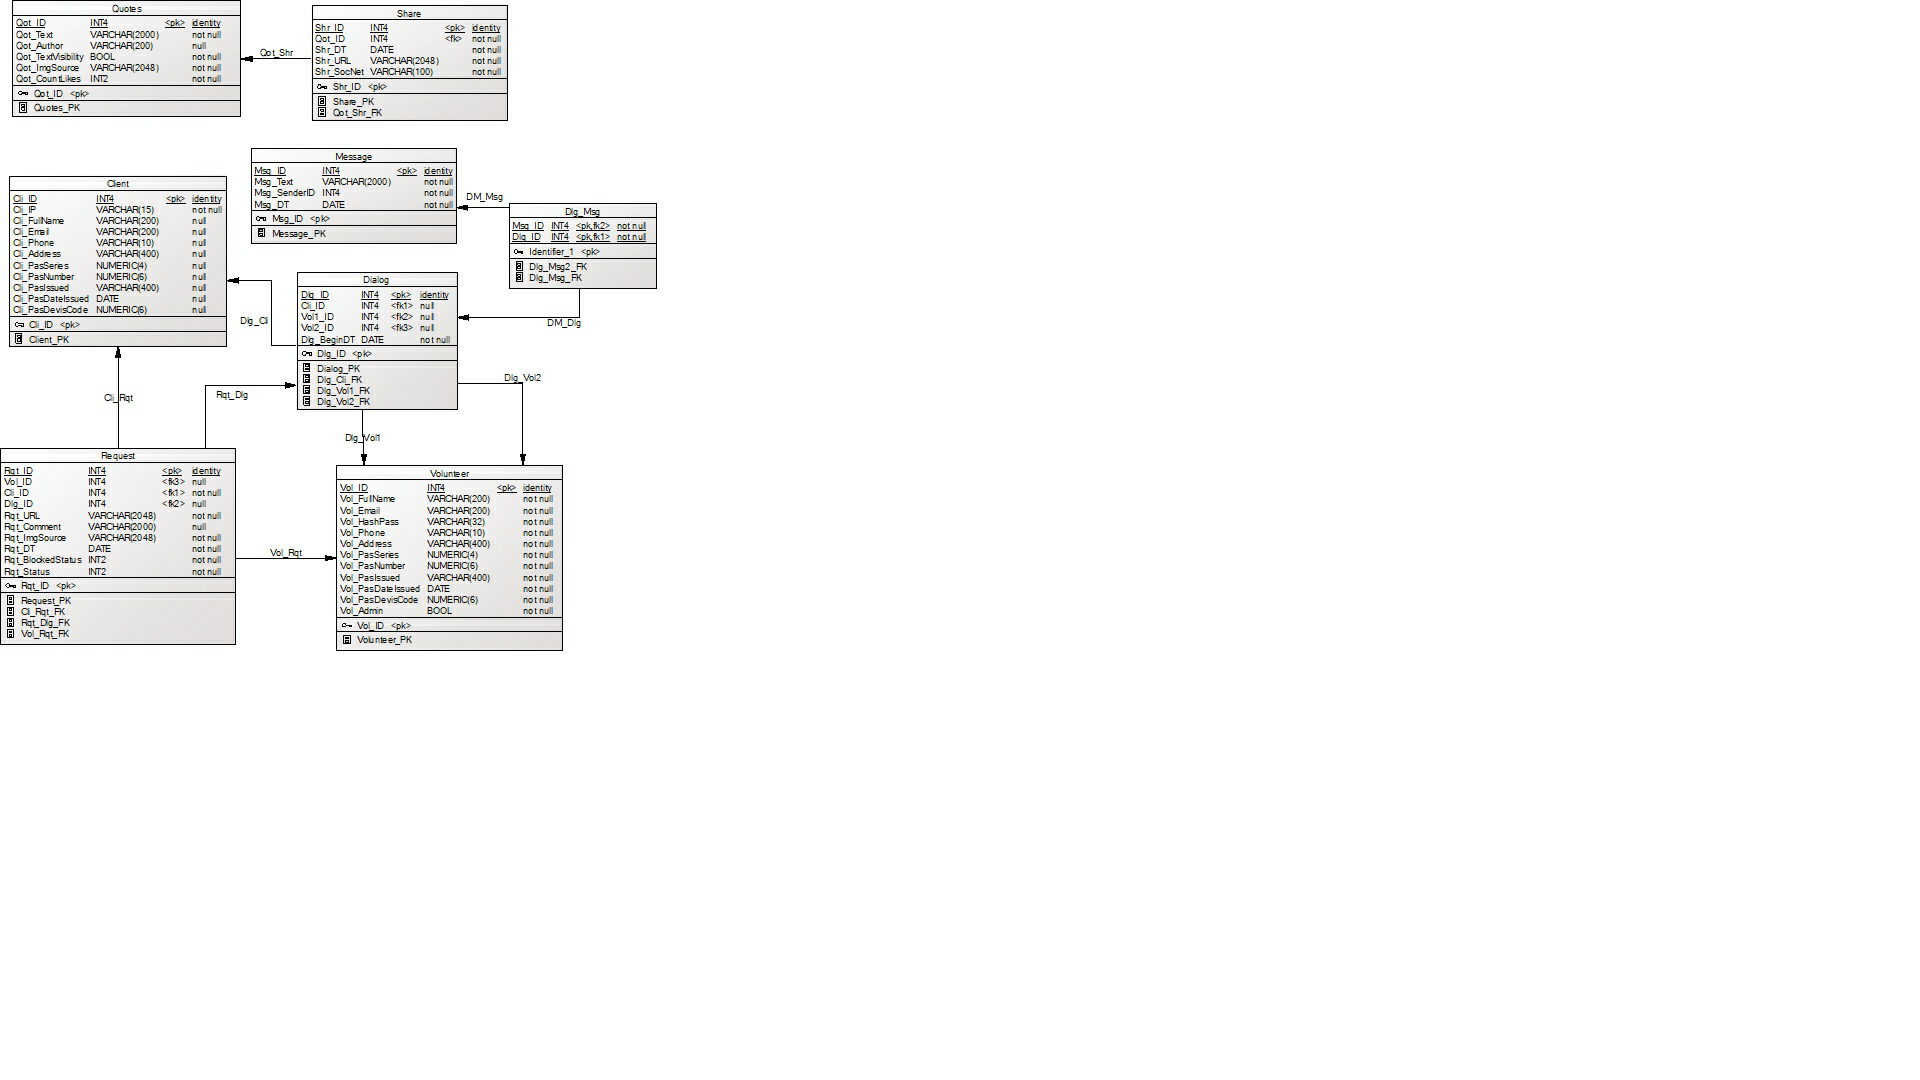 Quotes
Qot_ID INT4 <pk> identity
Qot_Text VARCHAR(2000) not null
Qot_Author VARCHAR(200) null
Qot_TextVisibility BOOL not null
Qot_ImgSource VARCHAR(2048) not null
Qot_CountLikes INT2 not null
Qot_ID <pk>
Quotes_PK
Qot_Shr
Share
Shr_ID INT4 <pk> identity
Qot_ID INT4 <fk> not null
Shr_DT DATE not null
Shr_URL VARCHAR(2048) not null
Shr_SocNet VARCHAR(100) not null
Shr_ID <pk>
Share_PK
Qot_Shr_FK
Message
Msg_ID INT4 <pk> identity
Msg_Text VARCHAR(2000) not null
Msg_SenderID INT4 not null
Msg_DT DATE not null
Msg_ID <pk>
Message_PK
DM_Msg
Dlg_Msg
Msg_ID INT4 <pk,fk2> not null
Dlg_ID INT4 <pk,fk1> not null
Identifier_1 <pk>
Dlg_Msg2_FK
Dlg_Msg_FK
DM_Dlg
Client
Cli_ID INT4 <pk> identity
Cli_IP VARCHAR(15) not null
Cli_FullName VARCHAR(200) null
Cli_Email VARCHAR(200) null
Cli_Phone VARCHAR(10) null
Cli_Address VARCHAR(400) null
Cli_PasSeries NUMERIC(4) null
Cli_PasNumber NUMERIC(6) null
Cli_PasIssued VARCHAR(400) null
Cli_PasDateIssued DATE null
Cli_PasDevisCode NUMERIC(6) null
Cli_ID <pk>
Client_PK
Dlg_Cli
Dialog
Dlg_ID INT4 <pk> identity
Cli_ID INT4 <fk1> null
Vol1_ID INT4 <fk2> null
Vol2_ID INT4 <fk3> null
Dlg_BeginDT DATE not null
Dlg_ID <pk>
Dialog_PK
Dlg_Cli_FK
Dlg_Vol1_FK
Dlg_Vol2_FK
Cli_Rqt
Rqt_Dlg
Dlg_Vol1
Dlg_Vol2
Request
Rqt_ID INT4 <pk> identity
Vol_ID INT4 <fk3> null
Cli_ID INT4 <fk1> not null
Dlg_ID INT4 <fk2> null
Rqt_URL VARCHAR(2048) not null
Rqt_Comment VARCHAR(2000) null
Rqt_ImgSource VARCHAR(2048) not null
Rqt_DT DATE not null
Rqt_BlockedStatus INT2 not null
Rqt_Status INT2 not null
Rqt_ID <pk>
Request_PK
Cli_Rqt_FK
Rqt_Dlg_FK
Vol_Rqt_FK
Vol_Rqt
Volunteer
Vol_ID INT4 <pk> identity
Vol_FullName VARCHAR(200) not null
Vol_Email VARCHAR(200) not null
Vol_HashPass VARCHAR(32) not null
Vol_Phone VARCHAR(10) not null
Vol_Address VARCHAR(400) not null
Vol_PasSeries NUMERIC(4) not null
Vol_PasNumber NUMERIC(6) not null
Vol_PasIssued VARCHAR(400) not null
Vol_PasDateIssued DATE not null
Vol_PasDevisCode NUMERIC(6) not null
Vol_Admin BOOL not null
Vol_ID <pk>
Volunteer_PK